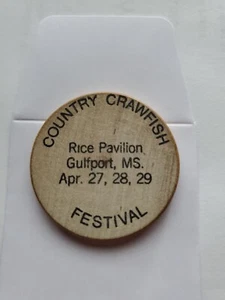 COUNTRY CRAWFISH
Rice Pavilion
Gulfport, MS.
Apr. 27, 28, 29
FESTIVAL